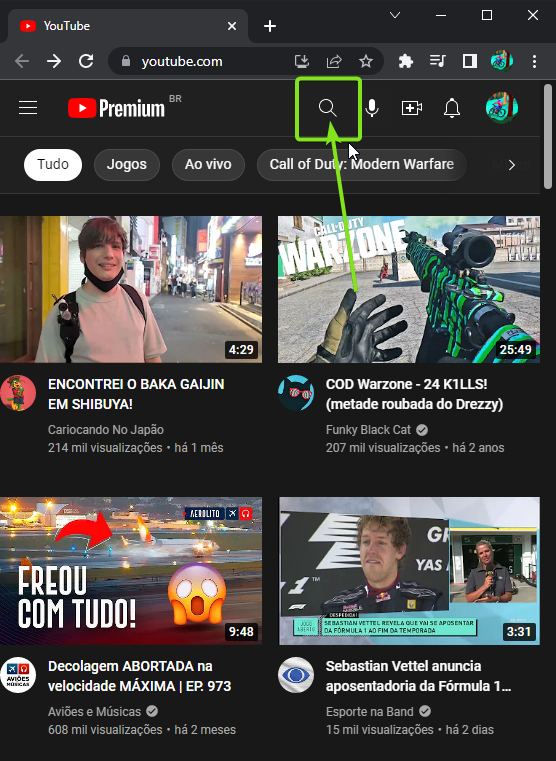 YouTube
youtube.com
Premium BR
Tudo Jogos Ao vivo Call of Duty: Modern Warfare
CALL OF DUTY
WARZONE
4:29
25:49
ENCONTREI O BAKA GAIJIN
EM SHIBUYA!
Cariocando No Japão
214 mil visualizações • há 1 mês
COD Warzone - 24 K1LLS!
(metade roubada do Drezzy)
Funky Black Cat
207 mil visualizações • há 2 anos
AEROLITO
FREOU
COM TUDO!
9:48
YAS
DESPEDIDA!
JOGO
ABERTO
SEBASTIAN VETTEL REVELA QUE VAI SE APOSENTAR
DA FÓRMULA 1 AO FIM DA TEMPORADA
3:31
AVIÕES
MÚSICAS
Decolagem ABORTADA na
velocidade MÁXIMA | EP. 973
Aviões e Músicas
608 mil visualizações • há 2 meses
Sebastian Vettel anuncia
aposentadoria da Fórmula 1...
Esporte na Band
15 mil visualizações • há 2 dias